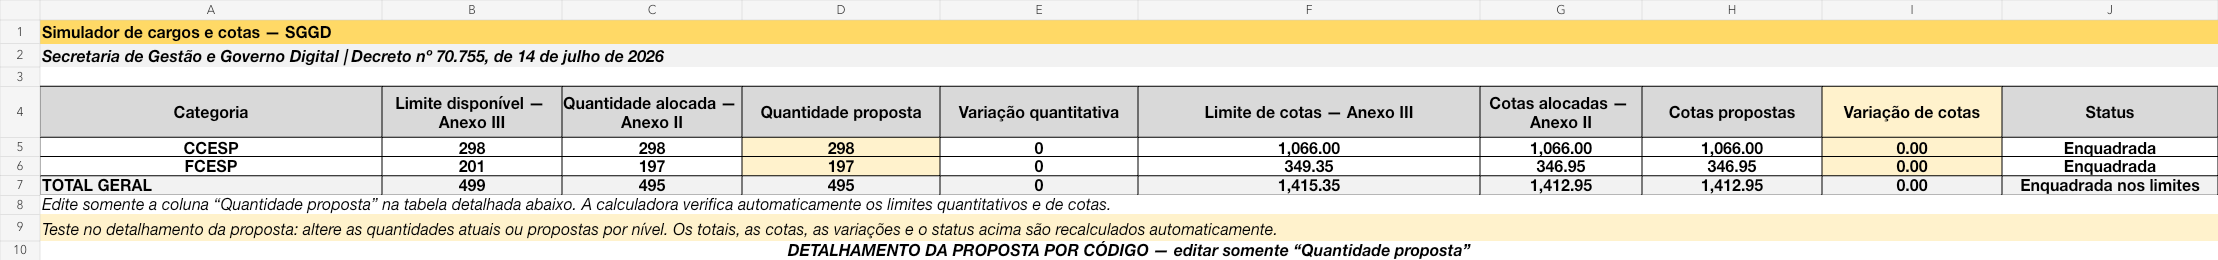 A B C D E F G H I J
1 Simulador de cargos e cotas — SGGD
2 Secretaria de Gestão e Governo Digital | Decreto nº 70.755, de 14 de julho de 2026
3
4 Categoria Limite disponível — Anexo III Quantidade alocada — Anexo II Quantidade proposta Variação quantitativa Limite de cotas — Anexo III Cotas alocadas — Anexo II Cotas propostas Variação de cotas Status
5 CCESP 298 298 298 0 1,066.00 1,066.00 1,066.00 0.00 Enquadrada
6 FCESP 201 197 197 0 349.35 346.95 346.95 0.00 Enquadrada
7 TOTAL GERAL 499 495 495 0 1,415.35 1,412.95 1,412.95 0.00 Enquadrada nos limites
8 Edite somente a coluna “Quantidade proposta” na tabela detalhada abaixo. A calculadora verifica automaticamente os limites quantitativos e de cotas.
9 Teste no detalhamento da proposta: altere as quantidades atuais ou propostas por nível. Os totais, as cotas, as variações e o status acima são recalculados automaticamente.
10 DETALHAMENTO DA PROPOSTA POR CÓDIGO — editar somente “Quantidade proposta”